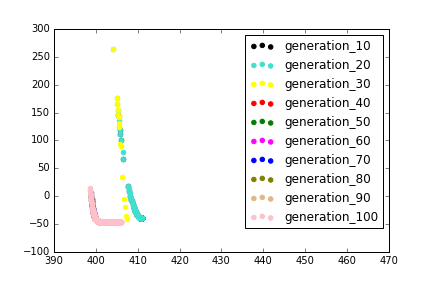 300
250
200
150
100
50
0
−50
−100
390
400
410
420
430
440
450
460
470
generation_10
generation_20
generation_30
generation_40
generation_50
generation_60
generation_70
generation_80
generation_90
generation_100